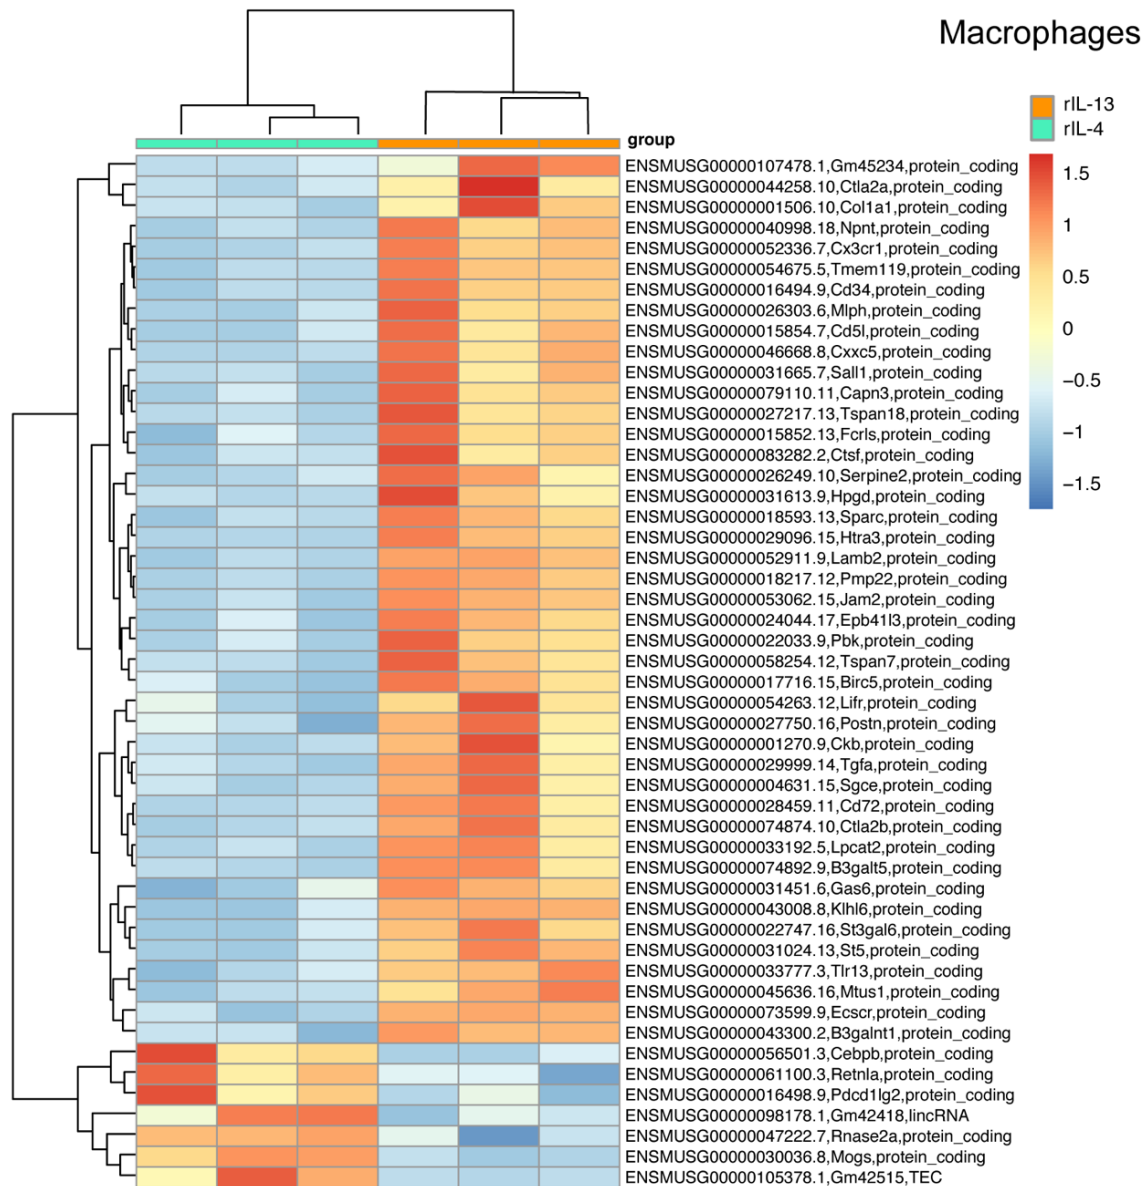 Macrophages
rIL-13
rIL-4
group
1.5
1
0.5
0
−0.5
−1
−1.5
ENSMUSG00000107478.1,Gm45234,protein_coding
ENSMUSG00000044258.10,Ctla2a,protein_coding
ENSMUSG00000001506.10,Col1a1,protein_coding
ENSMUSG00000040998.18,Npnt,protein_coding
ENSMUSG00000052336.7,Cx3cr1,protein_coding
ENSMUSG00000054675.5,Tmem119,protein_coding
ENSMUSG00000016494.9,Cd34,protein_coding
ENSMUSG00000026303.6,Mlph,protein_coding
ENSMUSG00000015854.7,Cd5l,protein_coding
ENSMUSG00000046668.8,Cxxc5,protein_coding
ENSMUSG00000031665.7,Sall1,protein_coding
ENSMUSG00000079110.11,Capn3,protein_coding
ENSMUSG00000027217.13,Tspan18,protein_coding
ENSMUSG00000015852.13,Fcrls,protein_coding
ENSMUSG00000083282.2,Ctsf,protein_coding
ENSMUSG00000026249.10,Serpine2,protein_coding
ENSMUSG00000031613.9,Hpgd,protein_coding
ENSMUSG00000018593.13,Sparc,protein_coding
ENSMUSG00000029096.15,Htra3,protein_coding
ENSMUSG00000052911.9,Lamb2,protein_coding
ENSMUSG00000018217.12,Pmp22,protein_coding
ENSMUSG00000053062.15,Jam2,protein_coding
ENSMUSG00000024044.17,Epb41l3,protein_coding
ENSMUSG00000022033.9,Pbk,protein_coding
ENSMUSG00000058254.12,Tspan7,protein_coding
ENSMUSG00000017716.15,Birc5,protein_coding
ENSMUSG00000054263.12,Lifr,protein_coding
ENSMUSG00000027750.16,Postn,protein_coding
ENSMUSG00000001270.9,Ckb,protein_coding
ENSMUSG00000029999.14,Tgfa,protein_coding
ENSMUSG00000004631.15,Sgce,protein_coding
ENSMUSG00000028459.11,Cd72,protein_coding
ENSMUSG00000074874.10,Ctla2b,protein_coding
ENSMUSG00000033192.5,Lpcat2,protein_coding
ENSMUSG00000074892.9,B3galt5,protein_coding
ENSMUSG00000031451.6,Gas6,protein_coding
ENSMUSG00000043008.8,Klhl6,protein_coding
ENSMUSG00000022747.16,St3gal6,protein_coding
ENSMUSG00000031024.13,St5,protein_coding
ENSMUSG00000033777.3,Tlr13,protein_coding
ENSMUSG00000045636.16,Mtus1,protein_coding
ENSMUSG00000073599.9,Ecscr,protein_coding
ENSMUSG00000043300.2,B3galnt1,protein_coding
ENSMUSG00000056501.3,Cebpb,protein_coding
ENSMUSG00000061100.3,Retnla,protein_coding
ENSMUSG00000016498.9,Pdcd1lg2,protein_coding
ENSMUSG00000098178.1,Gm42418,lincRNA
ENSMUSG00000047222.7,Rnase2a,protein_coding
ENSMUSG00000030036.8,Mogs,protein_coding
ENSMUSG00000105378.1,Gm42515,TEC